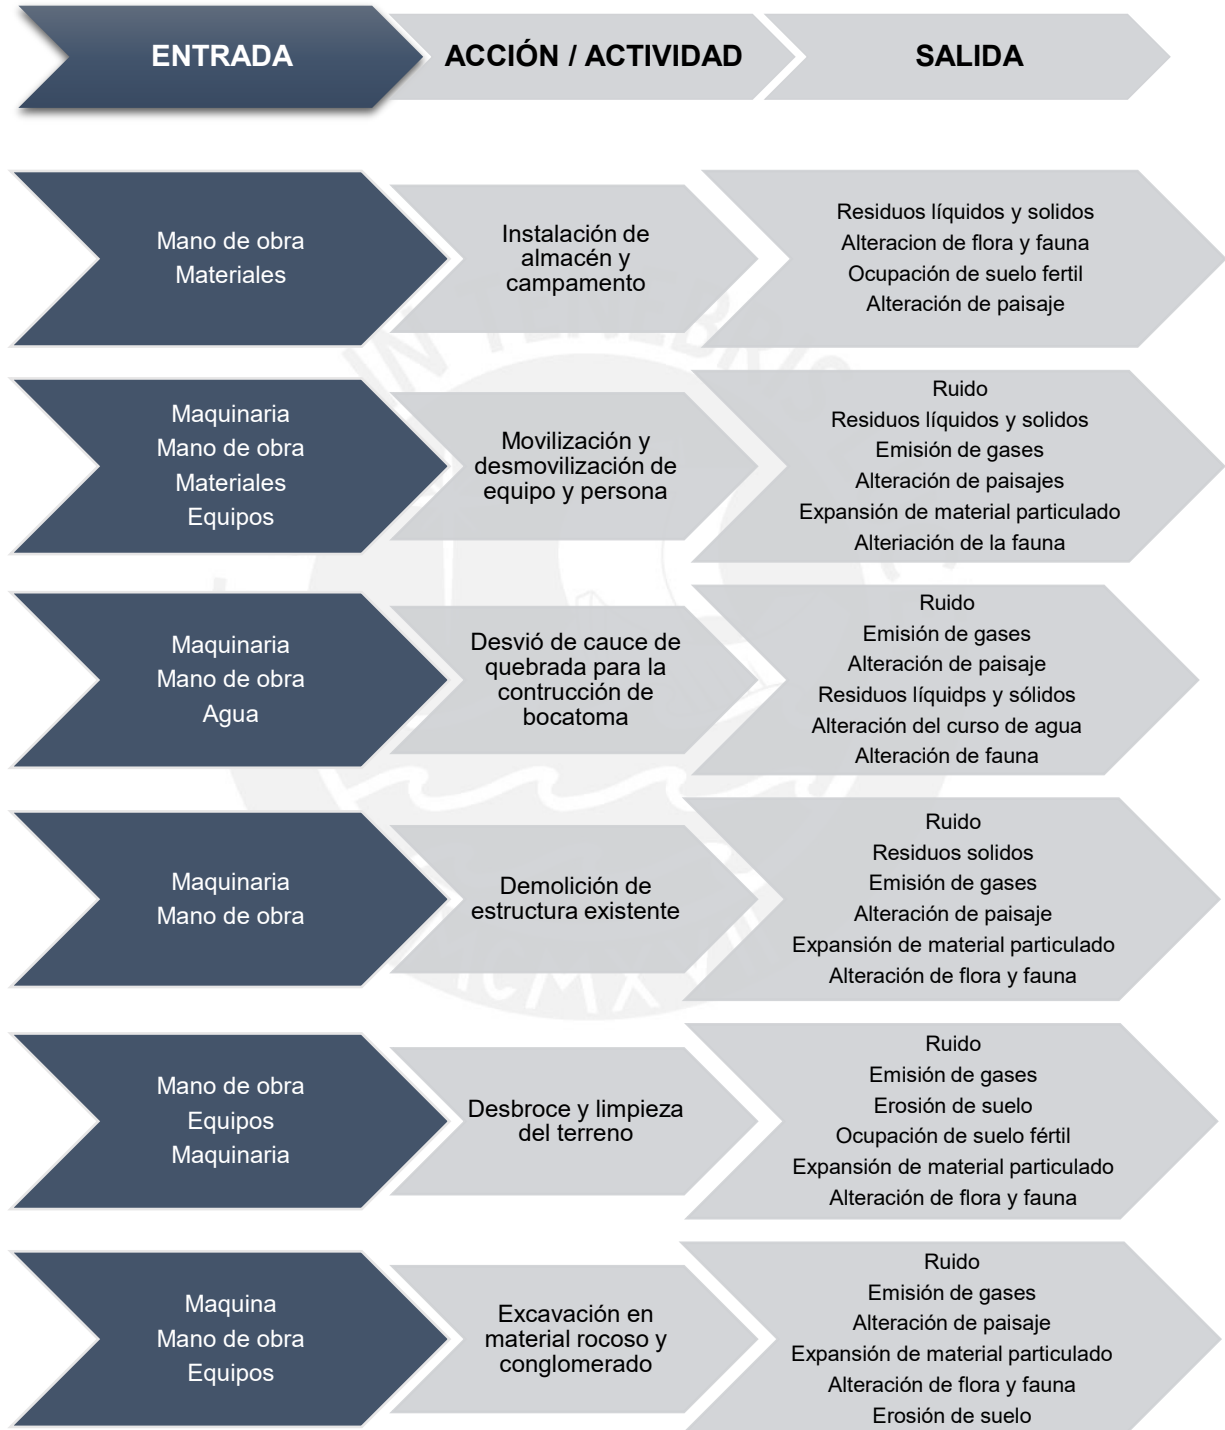 ENTRADA
ACCIÓN / ACTIVIDAD
SALIDA
Mano de obra
Materiales
Instalación de
almacén y
campamento
Residuos líquidos y solidos
Alteracion de flora y fauna
Ocupación de suelo fertil
Alteración de paisaje
Maquinaria
Mano de obra
Materiales
Equipos
Movilización y
desmovilización de
equipo y persona
Ruido
Residuos líquidos y solidos
Emisión de gases
Alteración de paisajes
Expansión de material particulado
Alteriación de la fauna
Maquinaria
Mano de obra
Agua
Desvió de cauce de
quebrada para la
contrucción de
bocatoma
Ruido
Emisión de gases
Alteración de paisaje
Residuos líquidps y sólidos
Alteración del curso de agua
Alteración de fauna
Maquinaria
Mano de obra
Demolición de
estructura existente
Ruido
Residuos solidos
Emisión de gases
Alteración de paisaje
Expansión de material particulado
Alteración de flora y fauna
Mano de obra
Equipos
Maquinaria
Desbroce y limpieza
del terreno
Ruido
Emisión de gases
Erosión de suelo
Ocupación de suelo fértil
Expansión de material particulado
Alteración de flora y fauna
Maquina
Mano de obra
Equipos
Excavación en
material rocoso y
conglomerado
Ruido
Emisión de gases
Alteración de paisaje
Expansión de material particulado
Alteración de flora y fauna
Erosión de suelo